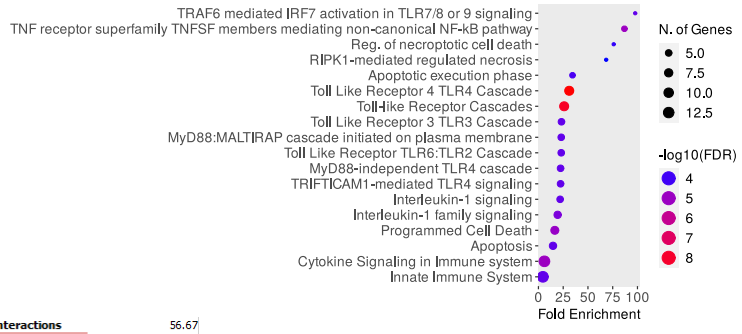 TRAF6 mediated IRF7 activation in TLR7/8 or 9 signaling
TNF receptor superfamily TNFSF members mediating non-canonical NF-kB pathway
Reg. of necroptotic cell death
RIPK1-mediated regulated necrosis
Apoptotic execution phase
Toll Like Receptor 4 TLR4 Cascade
Toll-like Receptor Cascades
Toll Like Receptor 3 TLR3 Cascade
MyD88:MALTIRAP cascade initiated on plasma membrane
Toll Like Receptor TLR6:TLR2 Cascade
MyD88-independent TLR4 cascade
TRIFTICAM1-mediated TLR4 signaling
Interleukin-1 signaling
Interleukin-1 family signaling
Programmed Cell Death
Apoptosis
Cytokine Signaling in Immune system
Innate Immune System
0 25 50 75 100
Fold Enrichment
N. of Genes
5.0
7.5
10.0
12.5
-log10(FDR)
4
5
6
7
8
nteractions 56.67